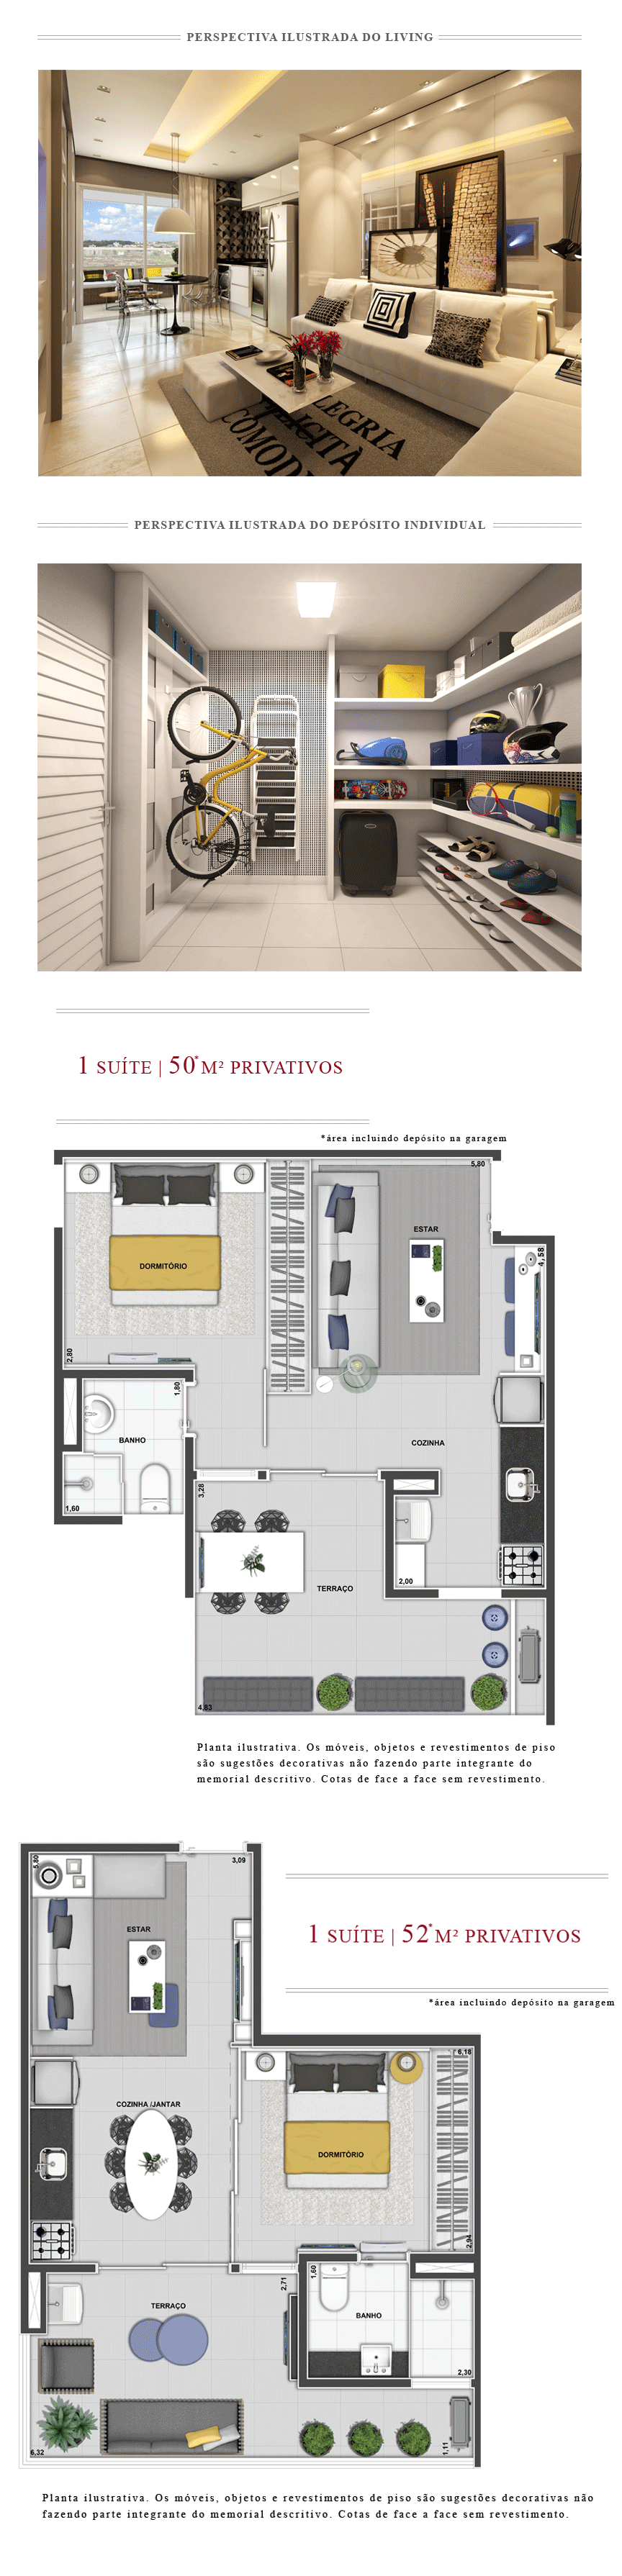 PERSPECTIVA ILUSTRADA DO LIVING
LEGRIA
LICITÀ
COMOD
PERSPECTIVA ILUSTRADA DO DEPÓSITO INDIVIDUAL
1 SUÍTE | 50* M² PRIVATIVOS
*área incluindo depósito na garagem
5,80
ESTAR
4,58
DORMITÓRIO
2,80
1,80
BANHO
COZINHA
1,60
3,28
2,00
TERRAÇO
4,83
Planta ilustrativa. Os móveis, objetos e revestimentos de piso
são sugestões decorativas não fazendo parte integrante do
memorial descritivo. Cotas de face a face sem revestimento.
5,80
3,09
ESTAR
1 SUÍTE | 52* M² PRIVATIVOS
*área incluindo depósito na garagem
6,18
COZINHA /JANTAR
DORMITÓRIO
2,94
1,60
2,71
TERRAÇO
BANHO
2,30
1,11
6,32
Planta ilustrativa. Os móveis, objetos e revestimentos de piso são sugestões decorativas não
fazendo parte integrante do memorial descritivo. Cotas de face a face sem revestimento.